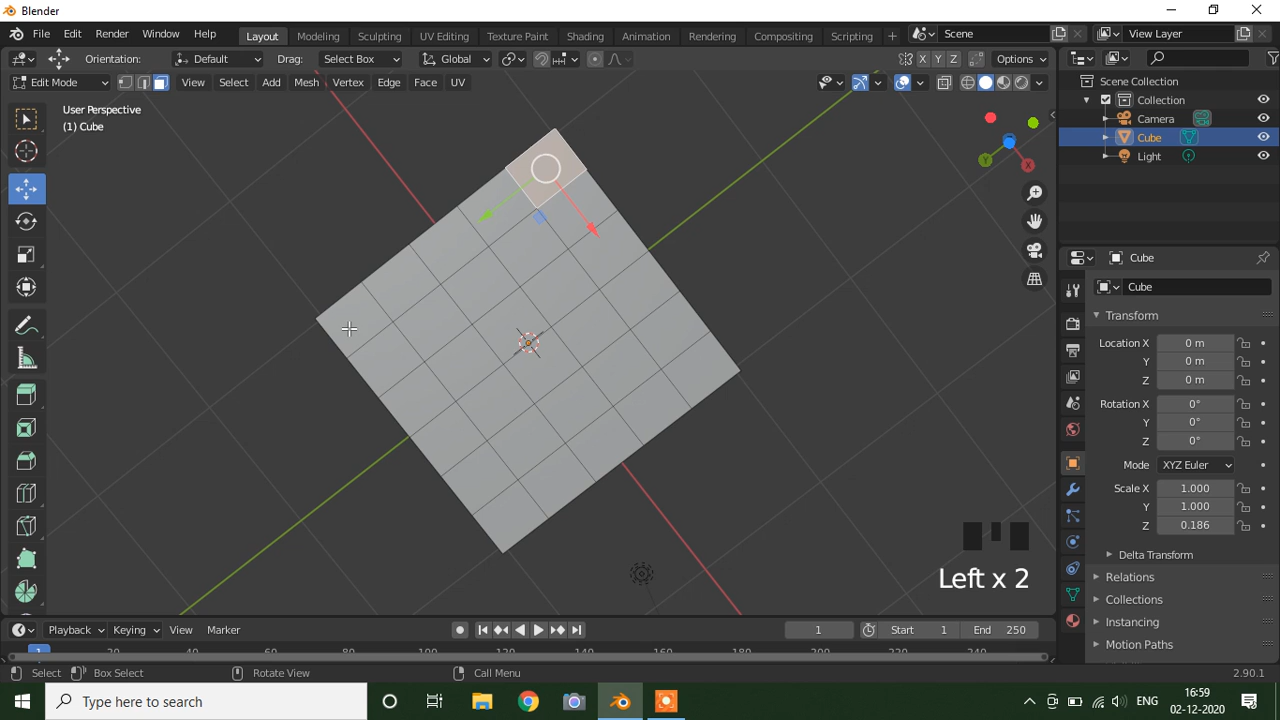 Blender
File Edit Render Window Help Layout Modeling Sculpting UV Editing Texture Paint Shading Animation Rendering Compositing Scripting + Scene View Layer
Orientation: Default Drag: Select Box Global X Y Z Options
Edit Mode View Select Add Mesh Vertex Edge Face UV
User Perspective
(1) Cube
Y X
Left x 2
Scene Collection
Collection
Camera
Cube
Light
Cube
Cube
Transform
Location X 0 m
Y 0 m
Z 0 m
Rotation X 0°
Y 0°
Z 0°
Mode XYZ Euler
Scale X 1.000
Y 1.000
Z 0.186
Delta Transform
Relations
Collections
Instancing
Motion Paths
Playback Keying View Marker 1 Start 1 End 250
1 20 40 60 80 100 120 140 160 180 200 220 240
Select Box Select Rotate View Call Menu 2.90.1
Type here to search ENG 16:59
02-12-2020